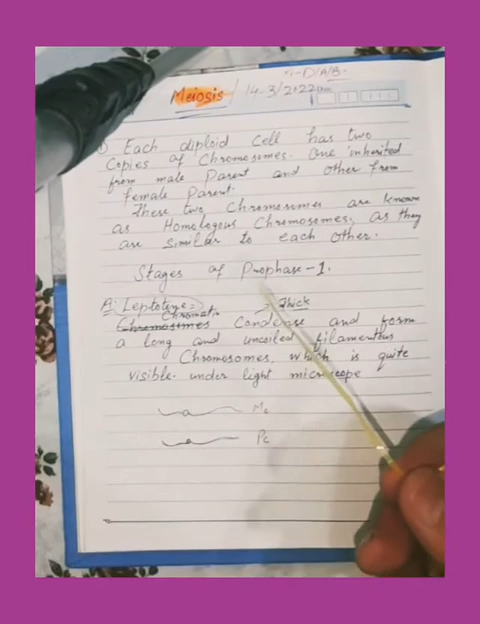 Meiosis 14-3/2022
Each diploid Cell has two
Copies of Chromosomes. One inherited
from male Parent and other from
female Parent.
These two Chromosomes are known
as Homologous Chromosomes, as they
are Similar to each other.
Stages of Prophase-1.
A: Leptotene:
Chromatin Thick
Chromosomes Condense and form
a long and uncoiled filamentous
Chromosomes, which is quite
visible. under light microscope
Mc
Pc